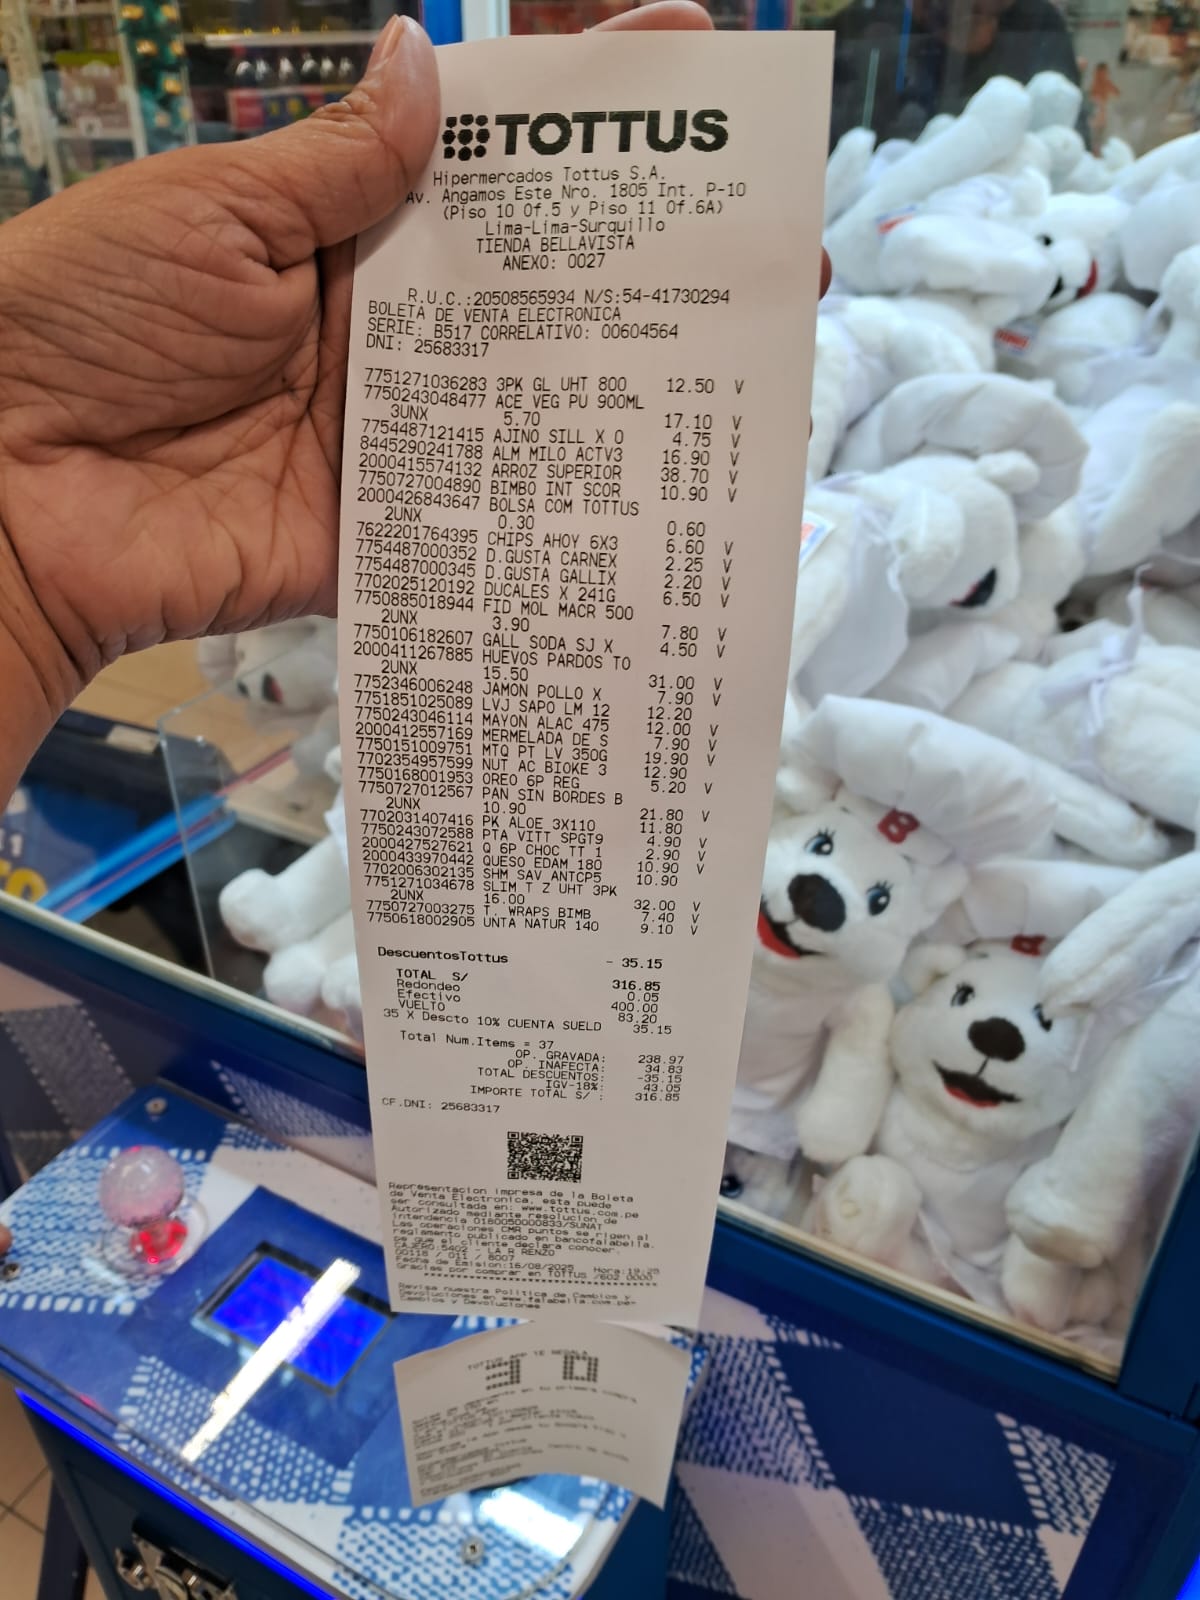 TOTTUS
Hipermercados Tottus S.A.
Av. Angamos Este Nro. 1805 Int. P-10
(Piso 10 Of.5 y Piso 11 Of.6A)
Lima-Lima-Surquillo
TIENDA BELLAVISTA
ANEXO: 0027
R.U.C.:20508565934 N/S:54-41730294
BOLETA DE VENTA ELECTRONICA
SERIE: B517 CORRELATIVO: 00604564
DNI: 25683317
7751271036283 3PK GL UHT 800 12.50 V
7750243048477 ACE VEG PU 900ML
3UNX 5.70 17.10 V
7754487121415 AJINO SILL X O 4.75 V
8445290241788 ALM MILO ACTV3 16.90 V
2000415574132 ARROZ SUPERIOR 38.70 V
7750727004890 BIMBO INT SCOR 10.90 V
2000426843647 BOLSA COM TOTTUS
2UNX 0.30 0.60
7622201764395 CHIPS AHOY 6X3 6.60 V
7754487000352 D.GUSTA CARNEX 2.25 V
7754487000345 D.GUSTA GALLIX 2.20 V
7702025120192 DUCALES X 241G 6.50 V
7750885018944 FID MOL MACR 500
2UNX 3.90 7.80 V
7750106182607 GALL SODA SJ X 4.50 V
2000411267885 HUEVOS PARDOS TO
2UNX 15.50 31.00 V
7752346006248 JAMON POLLO X 7.90 V
7751851025089 LVJ SAPO LM 12 12.20
7750243046114 MAYON ALAC 475 12.00 V
2000412557169 MERMELADA DE S 7.90 V
7750151009751 MTQ PT LV 350G 19.90 V
7702354957599 NUT AC BIOKE 3 12.90
7750168001953 OREO 6P REG 5.20 V
7750727012567 PAN SIN BORDES B
2UNX 10.90 21.80 V
7702031407416 PK ALOE 3X110 11.80
7750243072588 PTA VITT SPGT9 4.90 V
2000427527621 Q 6P CHOC TT 1 2.90 V
2000433970442 QUESO EDAM 180 10.90 V
7702006302135 SHM SAV ANTCP5 10.90
7751271034678 SLIM T Z UHT 3PK
2UNX 16.00 32.00 V
7750727003275 T. WRAPS BIMB 7.40 V
7750618002905 UNTA NATUR 140 9.10 V
DescuentosTottus - 35.15
TOTAL S/ 316.85
Redondeo 0.05
Efectivo 400.00
VUELTO 83.20
35 X Descto 10% CUENTA SUELD 35.15
Total Num.Items = 37
OP. GRAVADA: 238.97
OP. INAFECTA: 34.83
TOTAL DESCUENTOS: -35.15
IGV-18%: 43.05
IMPORTE TOTAL S/ : 316.85
CF.DNI: 25683317
Representacion impresa de la Boleta
de Venta Electronica, esta puede
ser consultada en: www.tottus.com.pe
Autorizado mediante resolucion de
intendencia 0180050000833/SUNAT
Las operaciones CMR puntos se rigen al
reglamento publicado en bancofalabella.
pe que el cliente declara conocer.
CAJERO:5402 - LA R RENZO
00118 / 011 / 8007
Fecha de Emision:16/08/2025 Hora:19:25
Gracias por comprar en TOTTUS
Revisa nuestra Politica de Cambios y
Devoluciones en www.falabella.com.pe-
Cambios y Devoluciones
TOTTUS APP TE REGALA